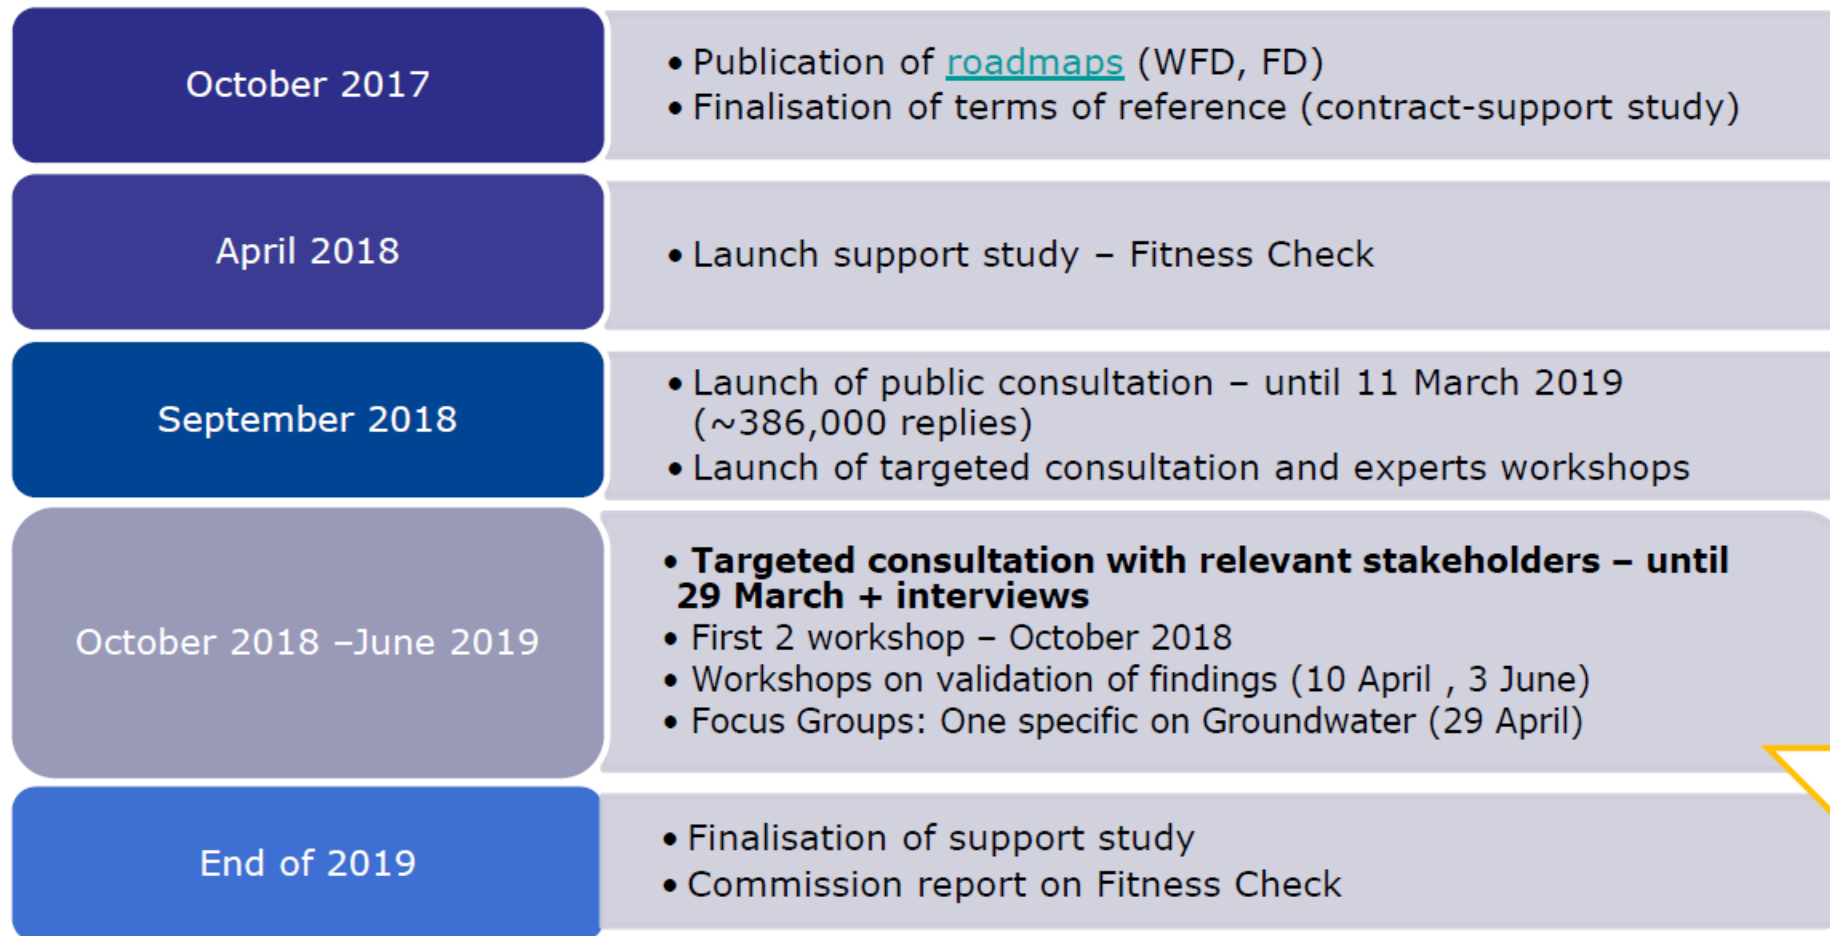 October 2017
• Publication of roadmaps (WFD, FD)
• Finalisation of terms of reference (contract-support study)
April 2018
• Launch support study – Fitness Check
September 2018
• Launch of public consultation – until 11 March 2019
(~386,000 replies)
• Launch of targeted consultation and experts workshops
October 2018 –June 2019
• Targeted consultation with relevant stakeholders – until
29 March + interviews
• First 2 workshop – October 2018
• Workshops on validation of findings (10 April , 3 June)
• Focus Groups: One specific on Groundwater (29 April)
End of 2019
• Finalisation of support study
• Commission report on Fitness Check